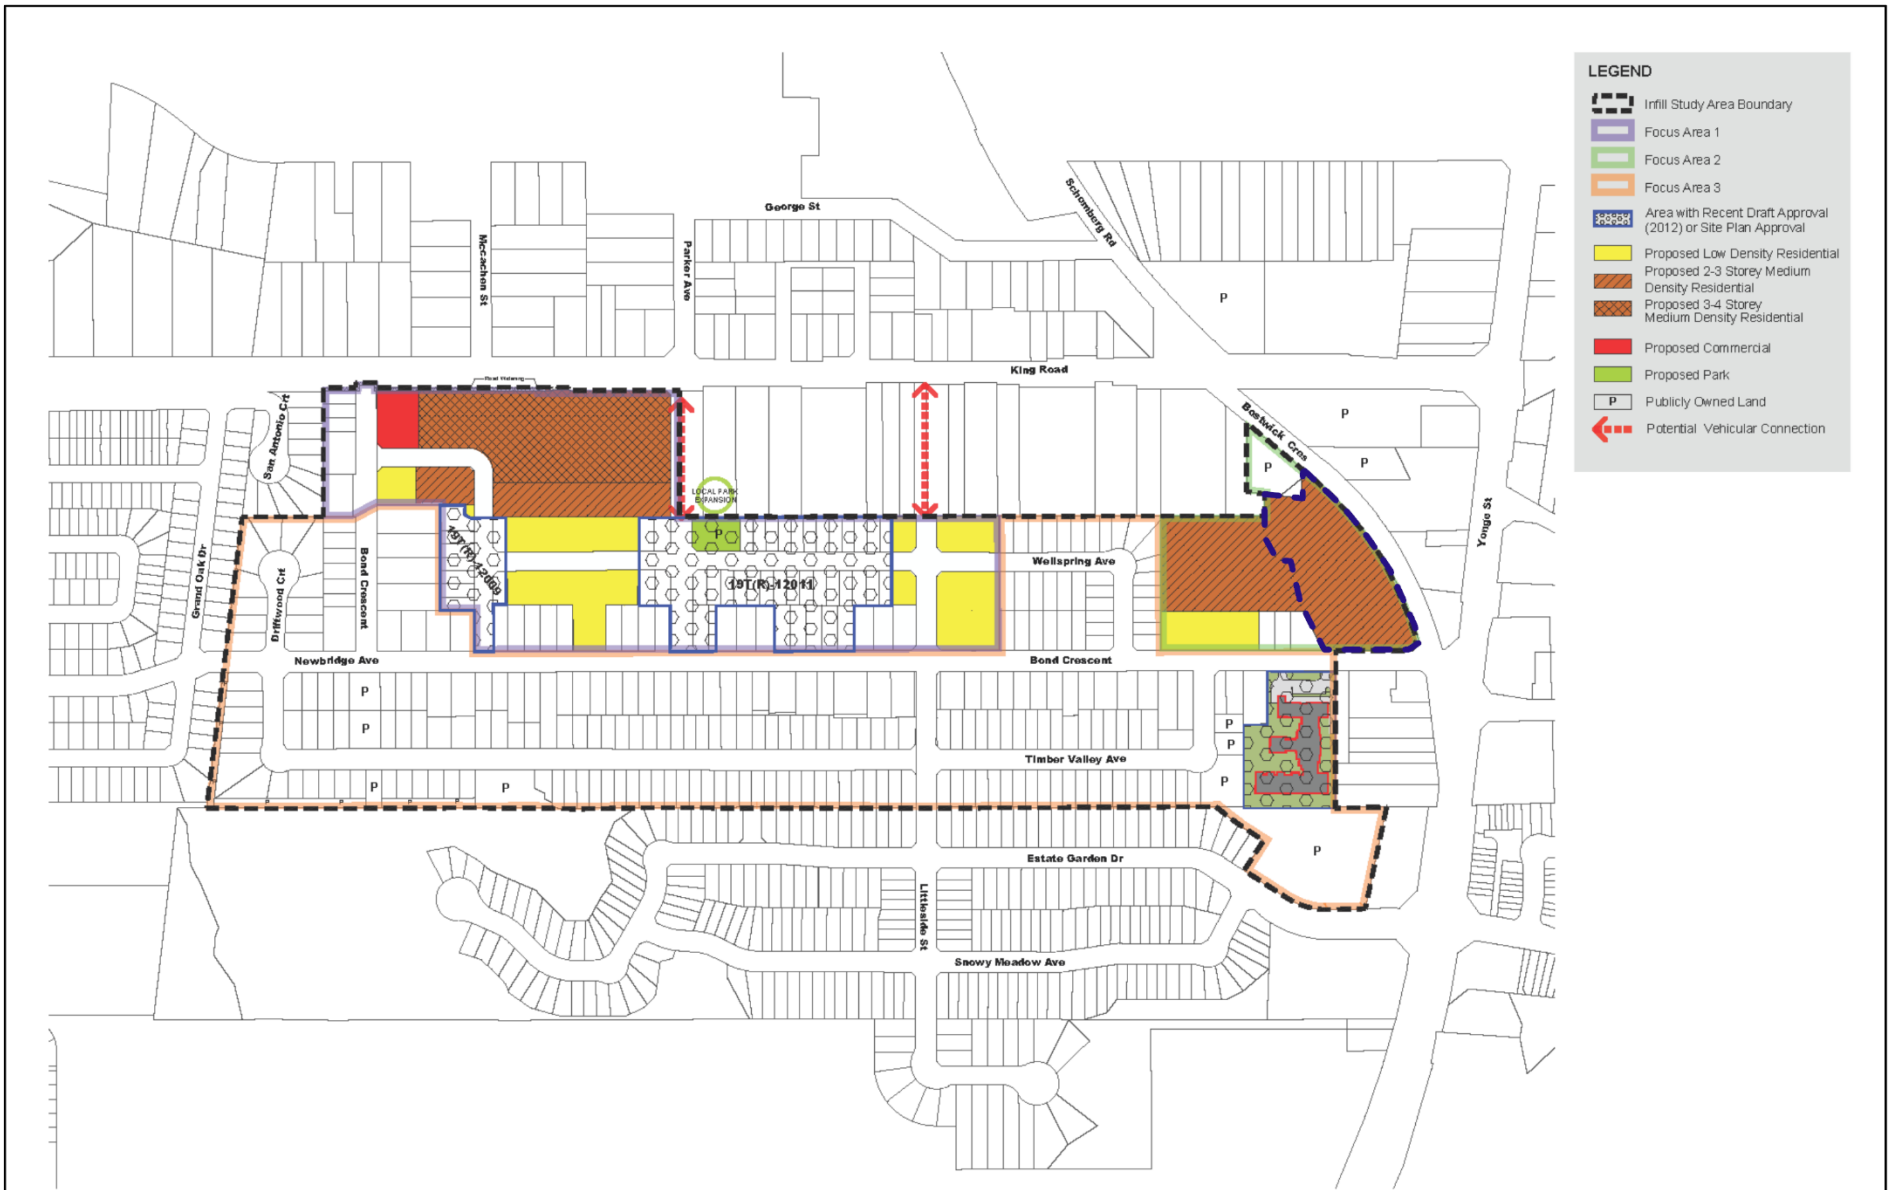 LEGEND
Infill Study Area Boundary
Focus Area 1
Focus Area 2
Focus Area 3
Area with Recent Draft Approval
(2012) or Site Plan Approval
Proposed Low Density Residential
Proposed 2-3 Storey Medium
Density Residential
Proposed 3-4 Storey
Medium Density Residential
Proposed Commercial
Proposed Park
P
Publicly Owned Land
Potential Vehicular Connection
George St
Schomberg Rd
Mccachen St
Parker Ave
P
King Road
Road Widening
San Antonio Crt
Bostwick Cres
P
P
P
LOCAL PARK
EXPANSION
P
Yonge St
19T(R)-12009
19T(R)-12011
Wellspring Ave
Grand Oak Dr
Driftwood Crt
Bond Crescent
Newbridge Ave
Bond Crescent
P
P
P
P
Timber Valley Ave
P
P
P
P
Estate Garden Dr
Littleside St
Snowy Meadow Ave